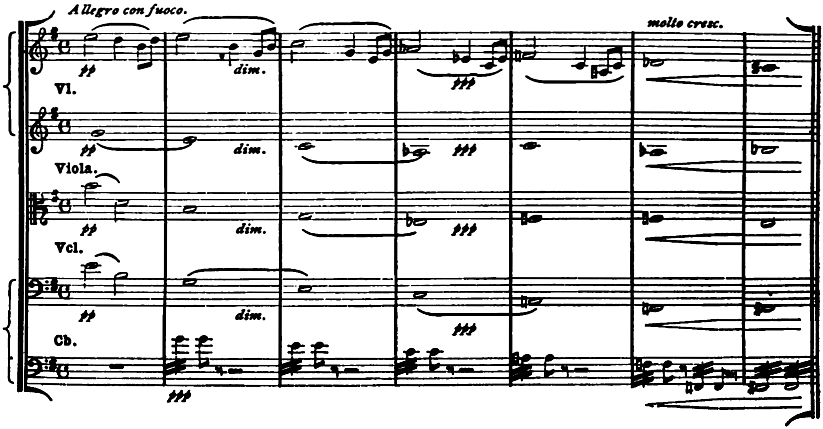 Allegro con fuoco.
molto cresc.
pp dim. ppp
Vl.
pp dim. ppp
Viola.
pp dim. ppp
Vcl.
pp dim. ppp
Cb.
ppp